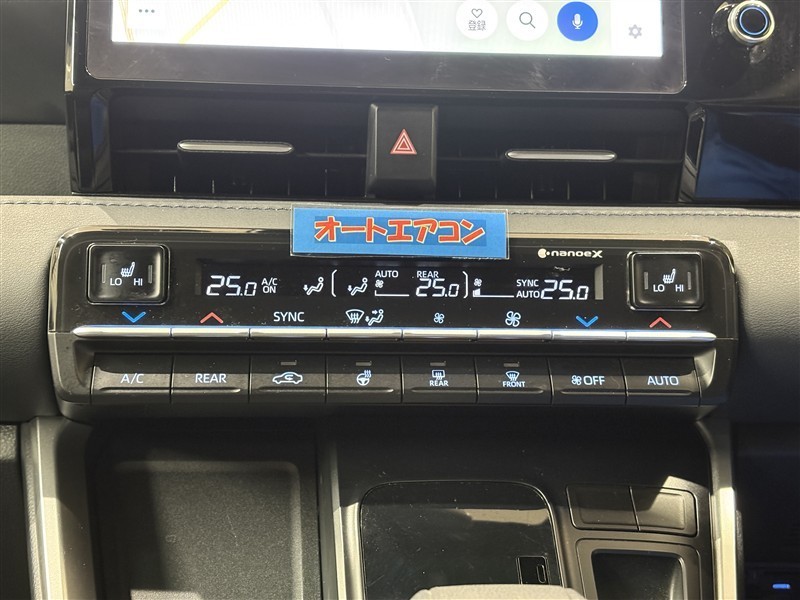 登録
オートエアコン
nanoeX
LO HI
25.0 A/C ON
AUTO
REAR
25.0
SYNC
AUTO 25.0
LO HI
SYNC
A/C
REAR
REAR
FRONT
OFF
AUTO